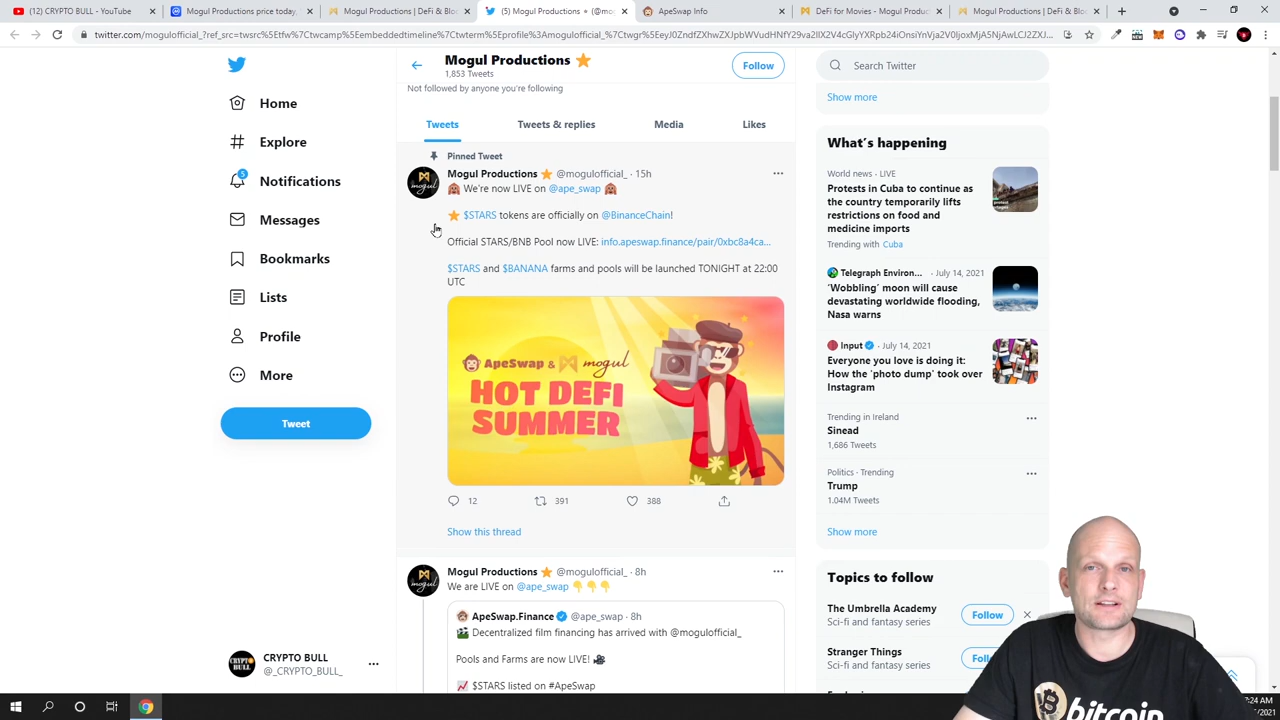 (12) CRYPTO BULL - YouTube
Mogul Productions price today,
Mogul Productions | DeFi & Bloc
(5) Mogul Productions ⭐ (@mo
ApeSwap Info
DeFi for Movies - Mogul Produc
Mogul Productions | DeFi & Bloc
Mogul Productions ⭐
1,853 Tweets
Follow
Search Twitter
Not followed by anyone you're following
Show more
Home
Tweets
Tweets & replies
Media
Likes
Explore
What's happening
Pinned Tweet
Mogul Productions ⭐ @mogulofficial_ · 15h
🙈 We're now LIVE on @ape_swap 🙈
⭐ $STARS tokens are officially on @BinanceChain!
Official STARS/BNB Pool now LIVE: info.apeswap.finance/pair/0xbc8a4ca...
$STARS and $BANANA farms and pools will be launched TONIGHT at 22:00
UTC
ApeSwap & mogul
HOT DEFI
SUMMER
12
391
388
Show this thread
Mogul Productions ⭐ @mogulofficial_ · 8h
We are LIVE on @ape_swap 👇👇👇
ApeSwap.Finance @ape_swap · 8h
🎬 Decentralized film financing has arrived with @mogulofficial_
Pools and Farms are now LIVE! 🎥
📈 $STARS listed on #ApeSwap
5
Notifications
Messages
Bookmarks
Lists
Profile
More
Tweet
CRYPTO BULL
@_CRYPTO_BULL_
World news · LIVE
Protests in Cuba to continue as
the country temporarily lifts
restrictions on food and
medicine imports
Trending with Cuba
Telegraph Environ... · July 14, 2021
'Wobbling' moon will cause
devastating worldwide flooding,
Nasa warns
Input · July 14, 2021
Everyone you love is doing it:
How the 'photo dump' took over
Instagram
Trending in Ireland
Sinead
1,686 Tweets
Politics · Trending
Trump
1.04M Tweets
Show more
Topics to follow
The Umbrella Academy
Sci-fi and fantasy series
Follow
Stranger Things
Sci-fi and fantasy series
bitcoin